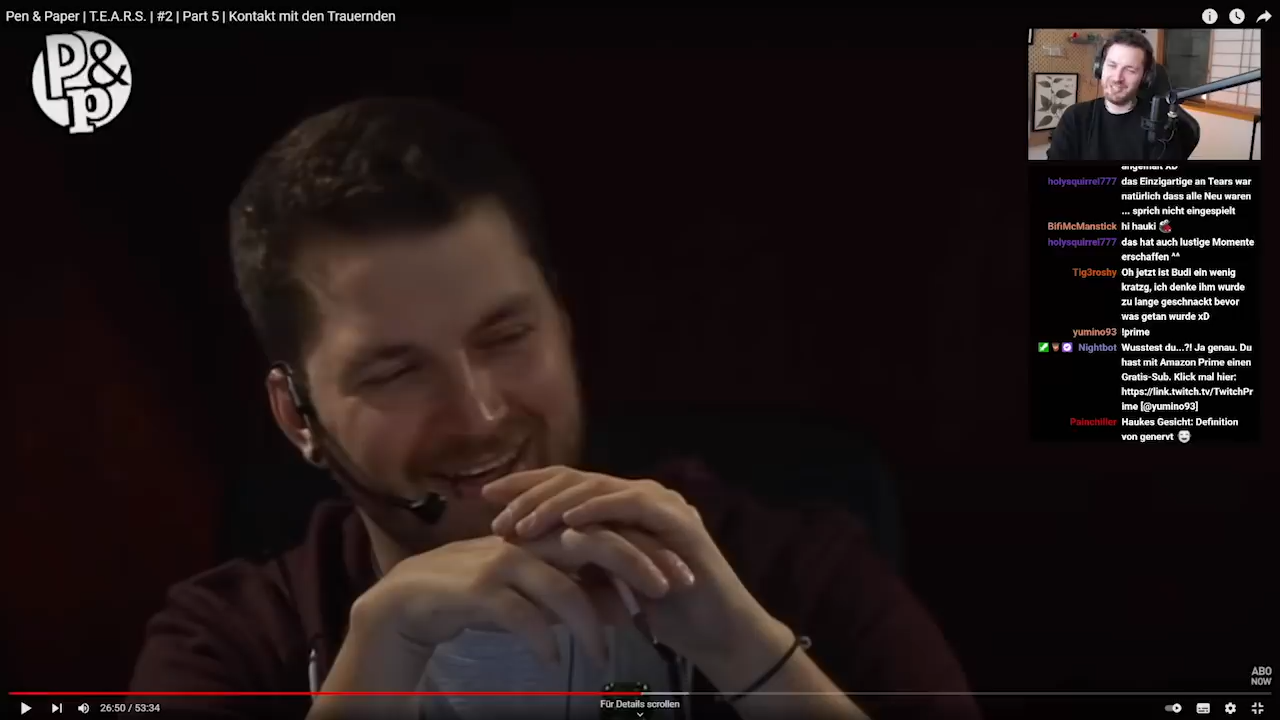 Pen & Paper | T.E.A.R.S. | #2 | Part 5 | Kontakt mit den Trauernden
P&P
angemalt XD
holysquirrel777 das Einzigartige an Tears war
natürlich dass alle Neu waren
... sprich nicht eingespielt
BifiMcManstick hi hauki
holysquirrel777 das hat auch lustige Momente
erschaffen ^^
Tig3roshy Oh jetzt ist Budi ein wenig
kratzg, ich denke ihm wurde
zu lange geschnackt bevor
was getan wurde xD
yumino93 !prime
Nightbot Wusstest du...?! Ja genau. Du
hast mit Amazon Prime einen
Gratis-Sub. Klick mal hier:
https://link.twitch.tv/TwitchPr
ime [@yumino93]
Painchiller Haukes Gesicht: Definition
von genervt
ABO
NOW
26:50 / 53:34
Für Details scrollen